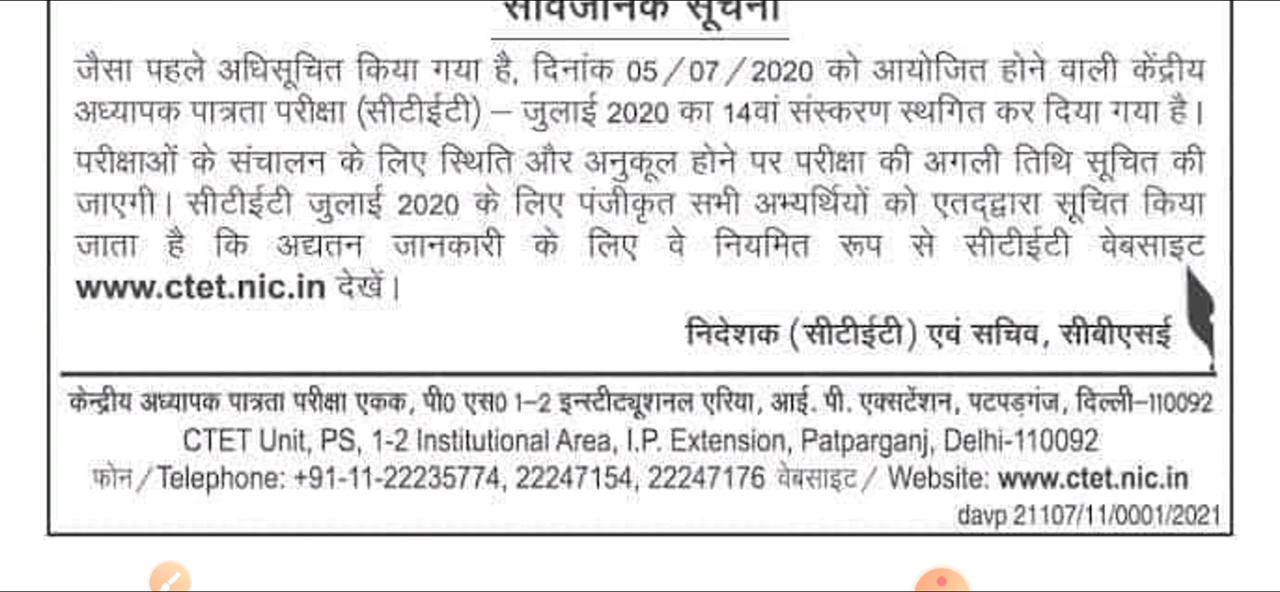 सार्वजनिक सूचना
जैसा पहले अधिसूचित किया गया है, दिनांक 05/07/2020 को आयोजित होने वाली केंद्रीय
अध्यापक पात्रता परीक्षा (सीटीईटी) – जुलाई 2020 का 14वां संस्करण स्थगित कर दिया गया है।
परीक्षाओं के संचालन के लिए स्थिति और अनुकूल होने पर परीक्षा की अगली तिथि सूचित की
जाएगी। सीटीईटी जुलाई 2020 के लिए पंजीकृत सभी अभ्यर्थियों को एतद्द्वारा सूचित किया
जाता है कि अद्यतन जानकारी के लिए वे नियमित रूप से सीटीईटी वेबसाइट
www.ctet.nic.in देखें।
निदेशक (सीटीईटी) एवं सचिव, सीबीएसई
केन्द्रीय अध्यापक पात्रता परीक्षा एकक, पी0 एस0 1–2 इन्स्टीट्यूशनल एरिया, आई. पी. एक्सटेंशन, पटपड़गंज, दिल्ली–110092
CTET Unit, PS, 1-2 Institutional Area, I.P. Extension, Patparganj, Delhi-110092
फोन/Telephone: +91-11-22235774, 22247154, 22247176 वेबसाइट/ Website: www.ctet.nic.in
davp 21107/11/0001/2021